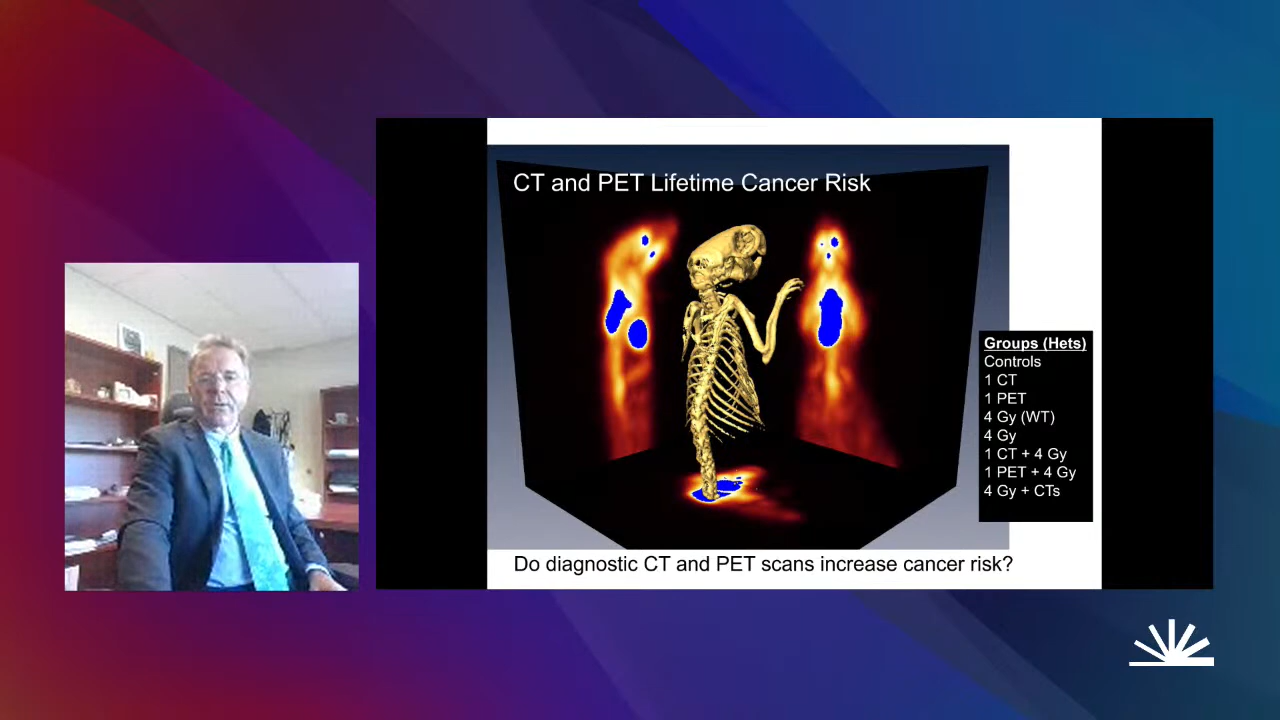 CT and PET Lifetime Cancer Risk
Groups (Hets)
Controls
1 CT
1 PET
4 Gy (WT)
4 Gy
1 CT + 4 Gy
1 PET + 4 Gy
4 Gy + CTs
Do diagnostic CT and PET scans increase cancer risk?